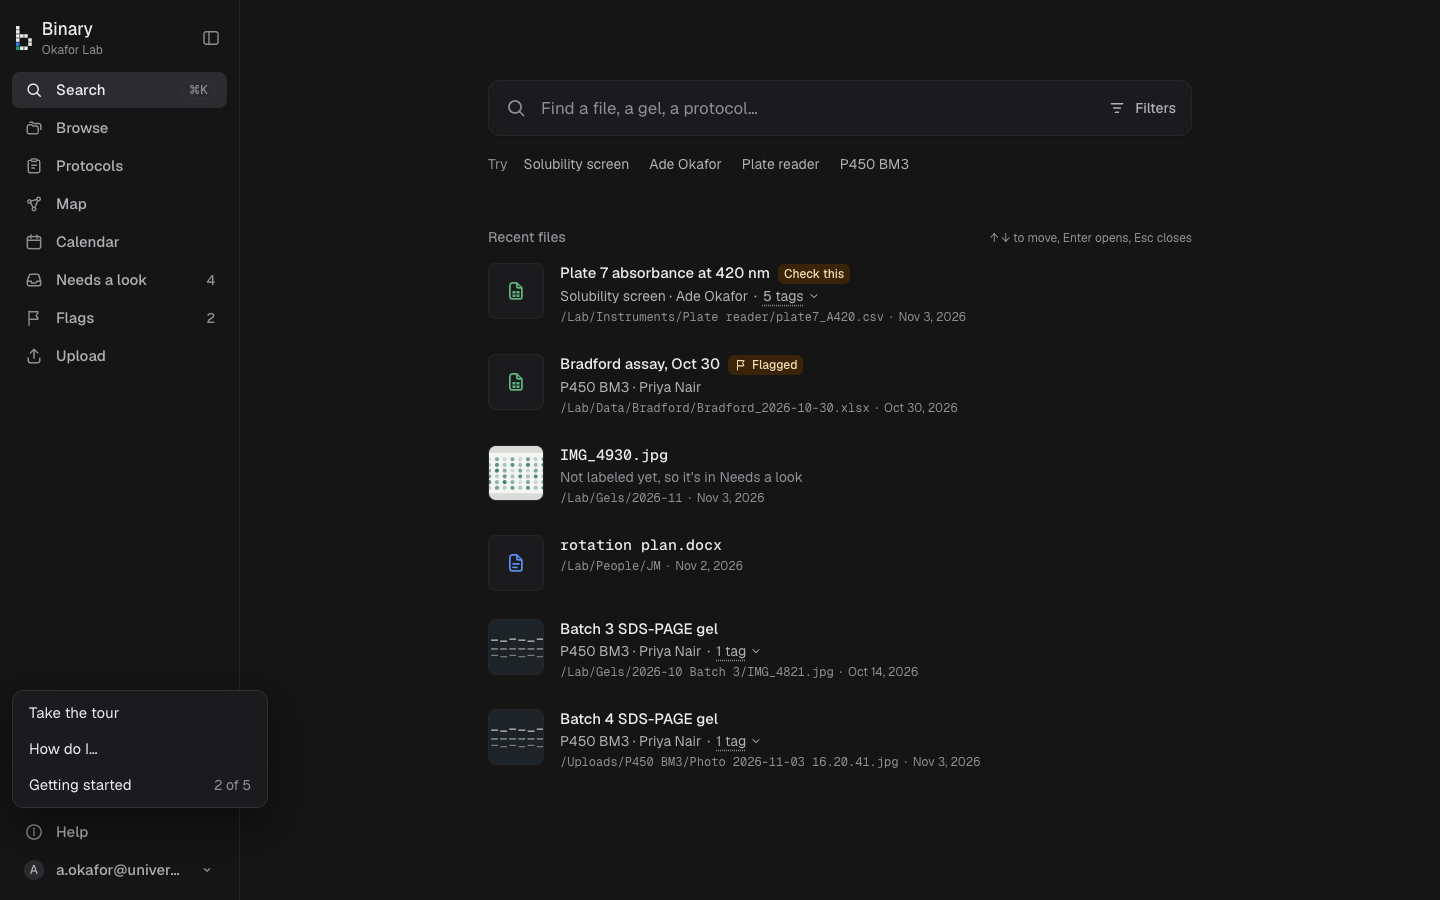 Binary
Okafor Lab
Search ⌘K
Browse
Protocols
Map
Calendar
Needs a look 4
Flags 2
Upload
Take the tour
How do I…
Getting started 2 of 5
Help
A a.okafor@univer…
Find a file, a gel, a protocol…
Filters
Try Solubility screen Ade Okafor Plate reader P450 BM3
Recent files ↑↓ to move, Enter opens, Esc closes
Plate 7 absorbance at 420 nm Check this
Solubility screen · Ade Okafor · 5 tags
/Lab/Instruments/Plate reader/plate7_A420.csv · Nov 3, 2026
Bradford assay, Oct 30 Flagged
P450 BM3 · Priya Nair
/Lab/Data/Bradford/Bradford_2026-10-30.xlsx · Oct 30, 2026
IMG_4930.jpg
Not labeled yet, so it's in Needs a look
/Lab/Gels/2026-11 · Nov 3, 2026
rotation plan.docx
/Lab/People/JM · Nov 2, 2026
Batch 3 SDS-PAGE gel
P450 BM3 · Priya Nair · 1 tag
/Lab/Gels/2026-10 Batch 3/IMG_4821.jpg · Oct 14, 2026
Batch 4 SDS-PAGE gel
P450 BM3 · Priya Nair · 1 tag
/Uploads/P450 BM3/Photo 2026-11-03 16.20.41.jpg · Nov 3, 2026